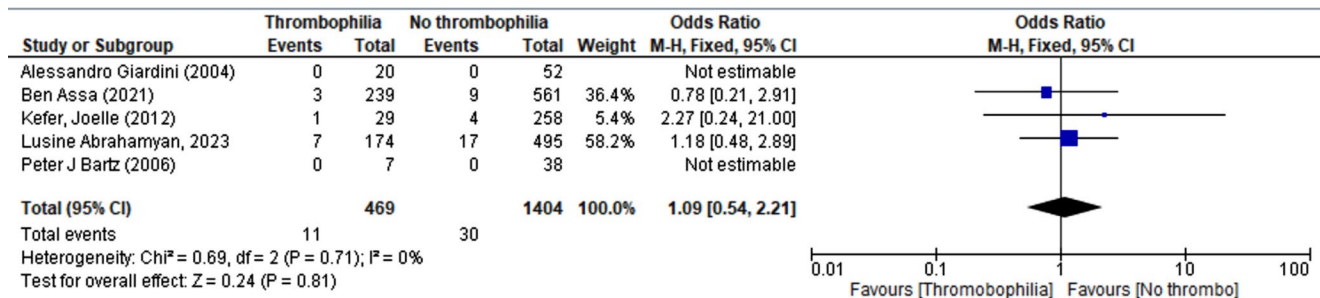 Thrombophilia No thrombophilia Odds Ratio Odds Ratio
Study or Subgroup Events Total Events Total Weight M-H, Fixed, 95% CI M-H, Fixed, 95% CI
Alessandro Giardini (2004) 0 20 0 52 Not estimable
Ben Assa (2021) 3 239 9 561 36.4% 0.78 [0.21, 2.91]
Kefer, Joelle (2012) 1 29 4 258 5.4% 2.27 [0.24, 21.00]
Lusine Abrahamyan, 2023 7 174 17 495 58.2% 1.18 [0.48, 2.89]
Peter J Bartz (2006) 0 7 0 38 Not estimable
Total (95% CI) 469 1404 100.0% 1.09 [0.54, 2.21]
Total events 11 30
Heterogeneity: Chi² = 0.69, df = 2 (P = 0.71); I² = 0%
Test for overall effect: Z = 0.24 (P = 0.81)
0.01 0.1 1 10 100
Favours [Thromobophilia] Favours [No thrombo]